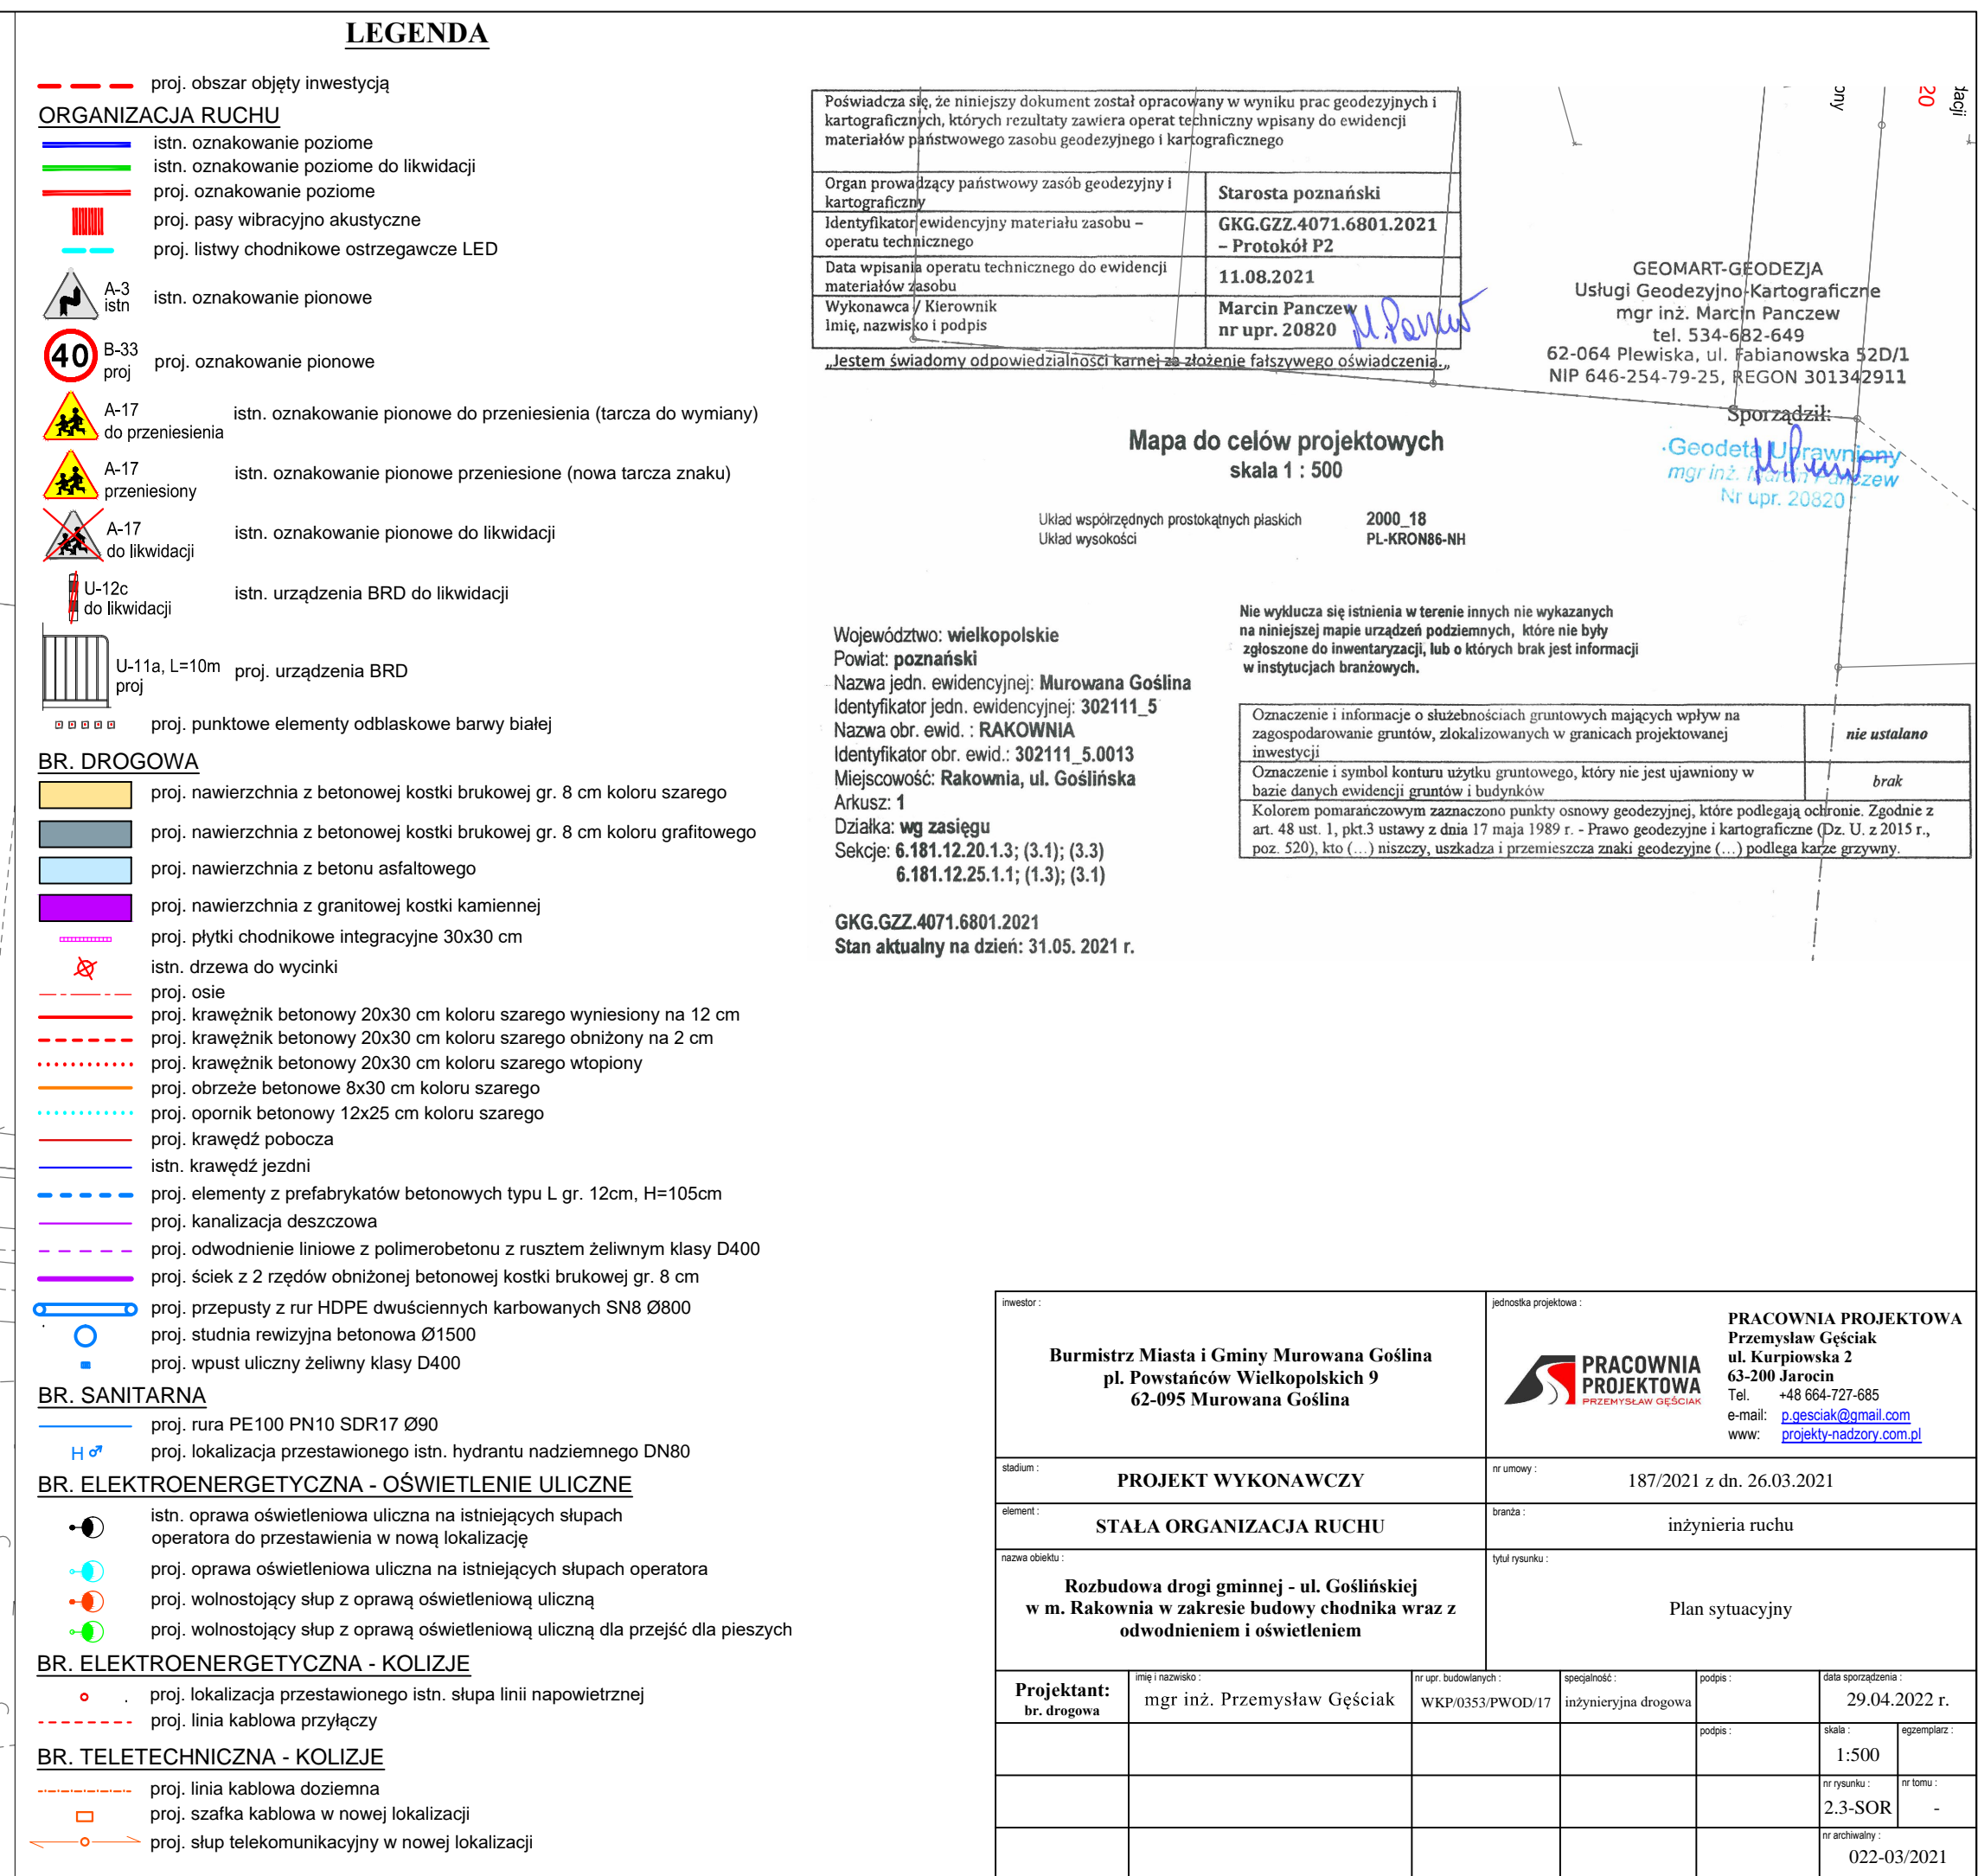 LEGENDA
proj. obszar objęty inwestycją
ORGANIZACJA RUCHU
istn. oznakowanie poziome
istn. oznakowanie poziome do likwidacji
proj. oznakowanie poziome
proj. pasy wibracyjno akustyczne
proj. listwy chodnikowe ostrzegawcze LED
A-3
istn
istn. oznakowanie pionowe
40
B-33
proj
proj. oznakowanie pionowe
A-17
do przeniesienia
istn. oznakowanie pionowe do przeniesienia (tarcza do wymiany)
A-17
przeniesiony
istn. oznakowanie pionowe przeniesione (nowa tarcza znaku)
A-17
do likwidacji
istn. oznakowanie pionowe do likwidacji
U-12c
do likwidacji
istn. urządzenia BRD do likwidacji
U-11a, L=10m
proj
proj. urządzenia BRD
proj. punktowe elementy odblaskowe barwy białej
BR. DROGOWA
proj. nawierzchnia z betonowej kostki brukowej gr. 8 cm koloru szarego
proj. nawierzchnia z betonowej kostki brukowej gr. 8 cm koloru grafitowego
proj. nawierzchnia z betonu asfaltowego
proj. nawierzchnia z granitowej kostki kamiennej
proj. płytki chodnikowe integracyjne 30x30 cm
istn. drzewa do wycinki
proj. osie
proj. krawężnik betonowy 20x30 cm koloru szarego wyniesiony na 12 cm
proj. krawężnik betonowy 20x30 cm koloru szarego obniżony na 2 cm
proj. krawężnik betonowy 20x30 cm koloru szarego wtopiony
proj. obrzeże betonowe 8x30 cm koloru szarego
proj. opornik betonowy 12x25 cm koloru szarego
proj. krawędź pobocza
istn. krawędź jezdni
proj. elementy z prefabrykatów betonowych typu L gr. 12cm, H=105cm
proj. kanalizacja deszczowa
proj. odwodnienie liniowe z polimerobetonu z rusztem żeliwnym klasy D400
proj. ściek z 2 rzędów obniżonej betonowej kostki brukowej gr. 8 cm
proj. przepusty z rur HDPE dwuściennych karbowanych SN8 Ø800
proj. studnia rewizyjna betonowa Ø1500
proj. wpust uliczny żeliwny klasy D400
BR. SANITARNA
proj. rura PE100 PN10 SDR17 Ø90
H
proj. lokalizacja przestawionego istn. hydrantu nadziemnego DN80
BR. ELEKTROENERGETYCZNA - OŚWIETLENIE ULICZNE
istn. oprawa oświetleniowa uliczna na istniejących słupach
operatora do przestawienia w nową lokalizację
proj. oprawa oświetleniowa uliczna na istniejących słupach operatora
proj. wolnostojący słup z oprawą oświetleniową uliczną
proj. wolnostojący słup z oprawą oświetleniową uliczną dla przejść dla pieszych
BR. ELEKTROENERGETYCZNA - KOLIZJE
proj. lokalizacja przestawionego istn. słupa linii napowietrznej
proj. linia kablowa przyłączy
BR. TELETECHNICZNA - KOLIZJE
proj. linia kablowa doziemna
proj. szafka kablowa w nowej lokalizacji
proj. słup telekomunikacyjny w nowej lokalizacji
Poświadcza się, że niniejszy dokument został opracowany w wyniku prac geodezyjnych i
kartograficznych, których rezultaty zawiera operat techniczny wpisany do ewidencji
materiałów państwowego zasobu geodezyjnego i kartograficznego
Organ prowadzący państwowy zasób geodezyjny i
kartograficzny
Starosta poznański
Identyfikator ewidencyjny materiału zasobu –
operatu technicznego
GKG.GZZ.4071.6801.2021
– Protokół P2
Data wpisania operatu technicznego do ewidencji
materiałów zasobu
11.08.2021
Wykonawca / Kierownik
Imię, nazwisko i podpis
Marcin Panczew
nr upr. 20820
„Jestem świadomy odpowiedzialności karnej za złożenie fałszywego oświadczenia.„
ony
20
dacji
GEOMART-GEODEZJA
Usługi Geodezyjno-Kartograficzne
mgr inż. Marcin Panczew
tel. 534-682-649
62-064 Plewiska, ul. Fabianowska 52D/1
NIP 646-254-79-25, REGON 301342911
Sporządził:
Geodeta Uprawniony
mgr inż. Marcin Panczew
Nr upr. 20820
Mapa do celów projektowych
skala 1 : 500
Układ współrzędnych prostokątnych płaskich 2000_18
Układ wysokości PL-KRON86-NH
Województwo: wielkopolskie
Powiat: poznański
Nazwa jedn. ewidencyjnej: Murowana Goślina
Identyfikator jedn. ewidencyjnej: 302111_5
Nazwa obr. ewid. : RAKOWNIA
Identyfikator obr. ewid.: 302111_5.0013
Miejscowość: Rakownia, ul. Goślińska
Arkusz: 1
Działka: wg zasięgu
Sekcje: 6.181.12.20.1.3; (3.1); (3.3)
6.181.12.25.1.1; (1.3); (3.1)
GKG.GZZ.4071.6801.2021
Stan aktualny na dzień: 31.05. 2021 r.
Nie wyklucza się istnienia w terenie innych nie wykazanych
na niniejszej mapie urządzeń podziemnych, które nie były
zgłoszone do inwentaryzacji, lub o których brak jest informacji
w instytucjach branżowych.
Oznaczenie i informacje o służebnościach gruntowych mających wpływ na
zagospodarowanie gruntów, zlokalizowanych w granicach projektowanej
inwestycji
nie ustalano
Oznaczenie i symbol konturu użytku gruntowego, który nie jest ujawniony w
bazie danych ewidencji gruntów i budynków
brak
Kolorem pomarańczowym zaznaczono punkty osnowy geodezyjnej, które podlegają ochronie. Zgodnie z
art. 48 ust. 1, pkt.3 ustawy z dnia 17 maja 1989 r. - Prawo geodezyjne i kartograficzne (Dz. U. z 2015 r.,
poz. 520), kto (…) niszczy, uszkadza i przemieszcza znaki geodezyjne (…) podlega karze grzywny.
inwestor :
Burmistrz Miasta i Gminy Murowana Goślina
pl. Powstańców Wielkopolskich 9
62-095 Murowana Goślina
jednostka projektowa :
PRACOWNIA
PROJEKTOWA
PRZEMYSŁAW GĘŚCIAK
PRACOWNIA PROJEKTOWA
Przemysław Gęściak
ul. Kurpiowska 2
63-200 Jarocin
Tel. +48 664-727-685
e-mail: p.gesciak@gmail.com
www: projekty-nadzory.com.pl
stadium :
PROJEKT WYKONAWCZY
nr umowy :
187/2021 z dn. 26.03.2021
element :
STAŁA ORGANIZACJA RUCHU
branża :
inżynieria ruchu
nazwa obiektu :
Rozbudowa drogi gminnej - ul. Goślińskiej
w m. Rakownia w zakresie budowy chodnika wraz z
odwodnieniem i oświetleniem
tytuł rysunku :
Plan sytuacyjny
Projektant:
br. drogowa
imię i nazwisko :
mgr inż. Przemysław Gęściak
nr upr. budowlanych :
WKP/0353/PWOD/17
specjalność :
inżynieryjna drogowa
podpis :
data sporządzenia :
29.04.2022 r.
podpis :
skala :
1:500
egzemplarz :
nr rysunku :
2.3-SOR
nr tomu :
-
nr archiwalny :
022-03/2021